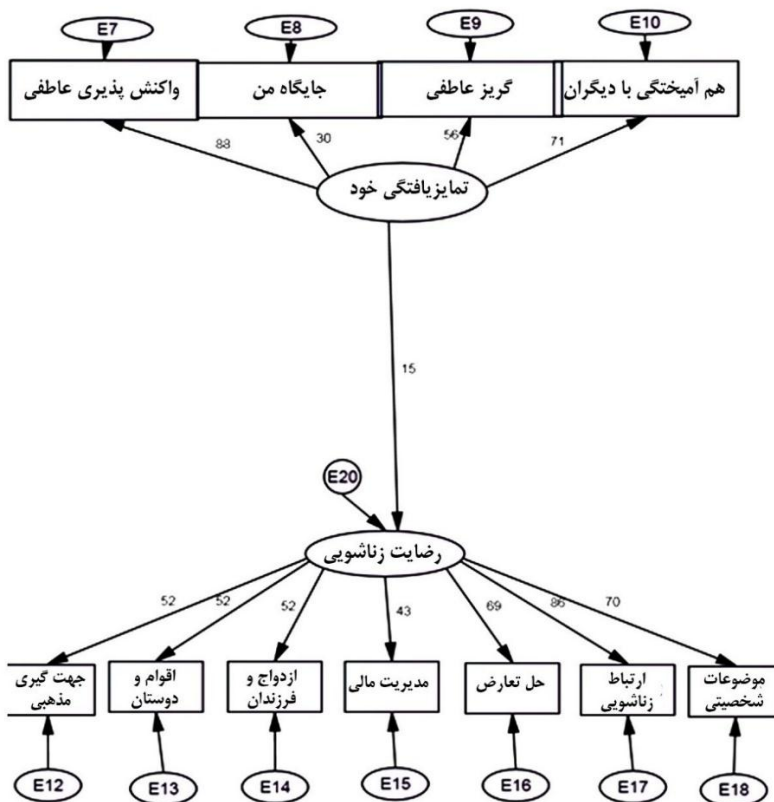 E7
E8
E9
E10
واکنش پذیری عاطفی
جایگاه من
گریز عاطفی
هم آمیختگی با دیگران
88
30
56
71
تمایزیافتگی خود
15
E20
رضایت زناشویی
52
52
52
43
69
86
70
جهت گیری
مذهبی
اقوام و
دوستان
ازدواج و
فرزندان
مدیریت مالی
حل تعارض
ارتباط
زناشویی
موضوعات
شخصیتی
E12
E13
E14
E15
E16
E17
E18